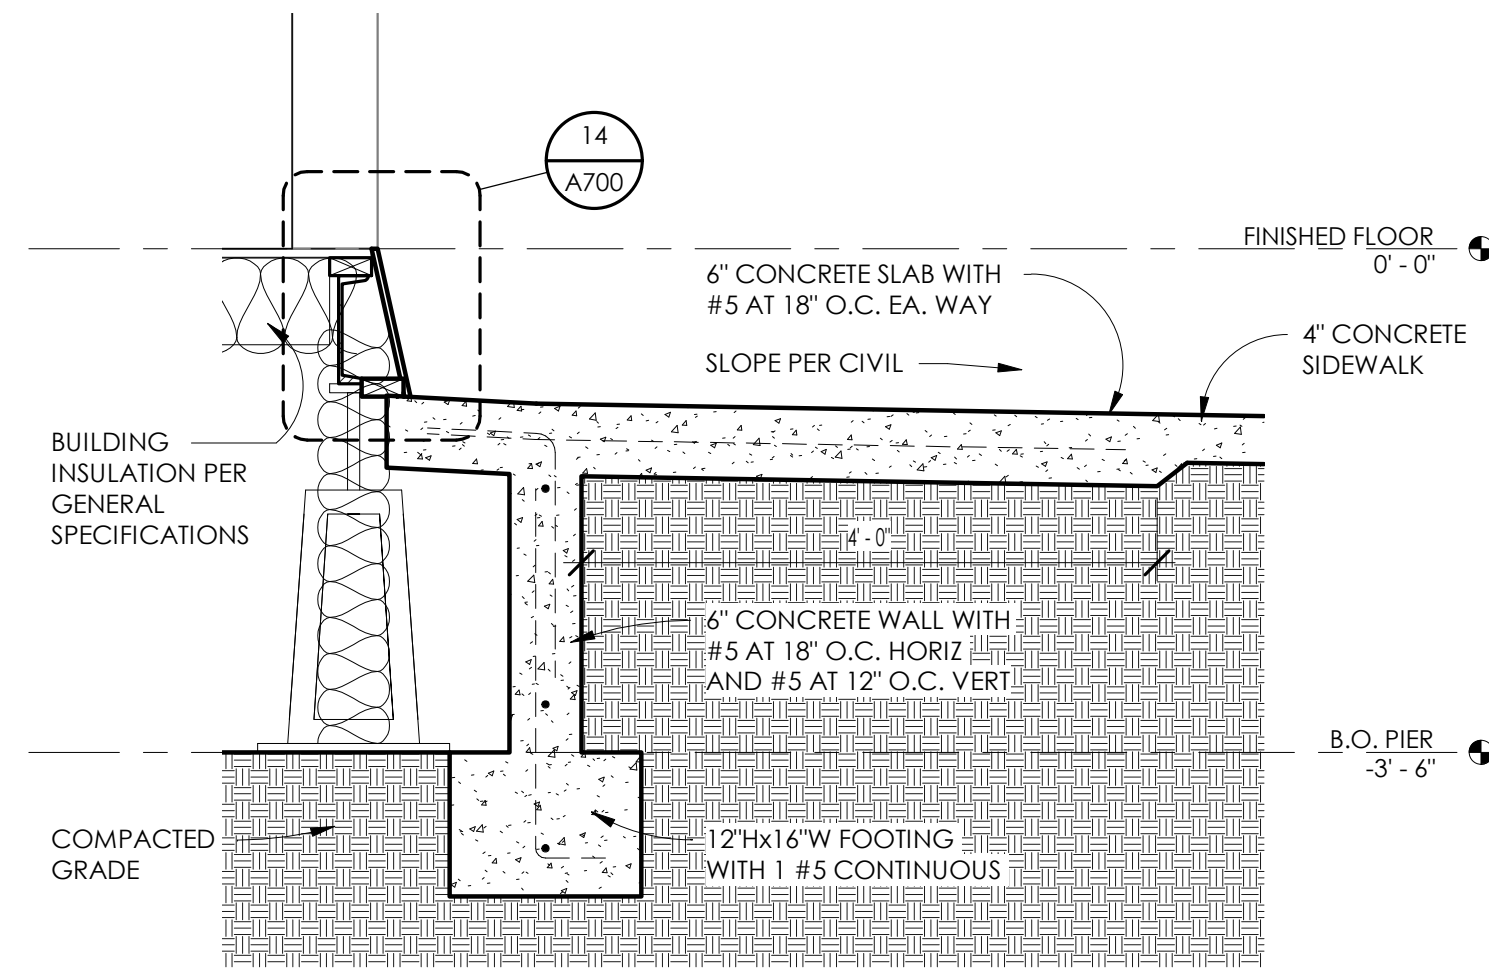 14
A700
FINISHED FLOOR
0' - 0"
6" CONCRETE SLAB WITH
#5 AT 18" O.C. EA. WAY
SLOPE PER CIVIL
4" CONCRETE
SIDEWALK
BUILDING
INSULATION PER
GENERAL
SPECIFICATIONS
4' - 0"
6" CONCRETE WALL WITH
#5 AT 18" O.C. HORIZ
AND #5 AT 12" O.C. VERT
B.O. PIER
-3' - 6"
COMPACTED
GRADE
12"Hx16"W FOOTING
WITH 1 #5 CONTINUOUS